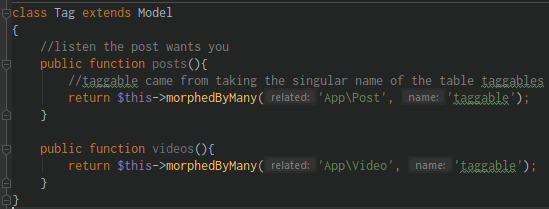 class Tag extends Model
{
//listen the post wants you
public function posts(){
//taggable came from taking the singular name of the table taggables
return $this->morphedByMany( related: 'App\Post', name: 'taggable');
}
public function videos(){
return $this->morphedByMany( related: 'App\Video', name: 'taggable');
}
}